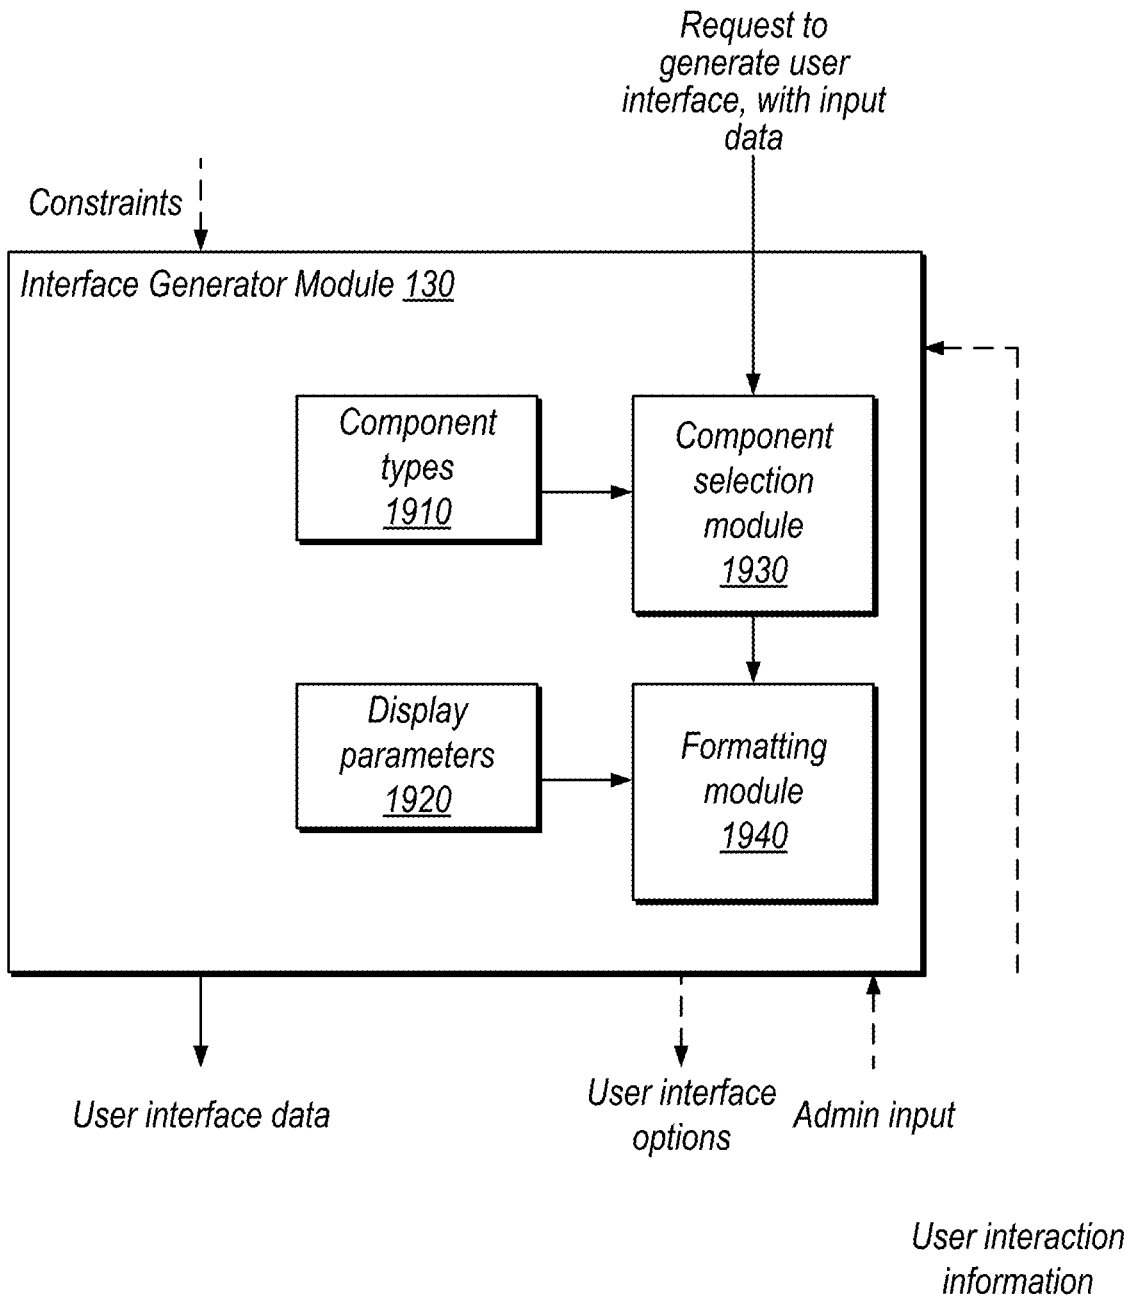 Request to
generate user
interface, with input
data
Constraints
Interface Generator Module 130
Component
types
1910
Component
selection
module
1930
Display
parameters
1920
Formatting
module
1940
User interface data
User interface
options
Admin input
User interaction
information